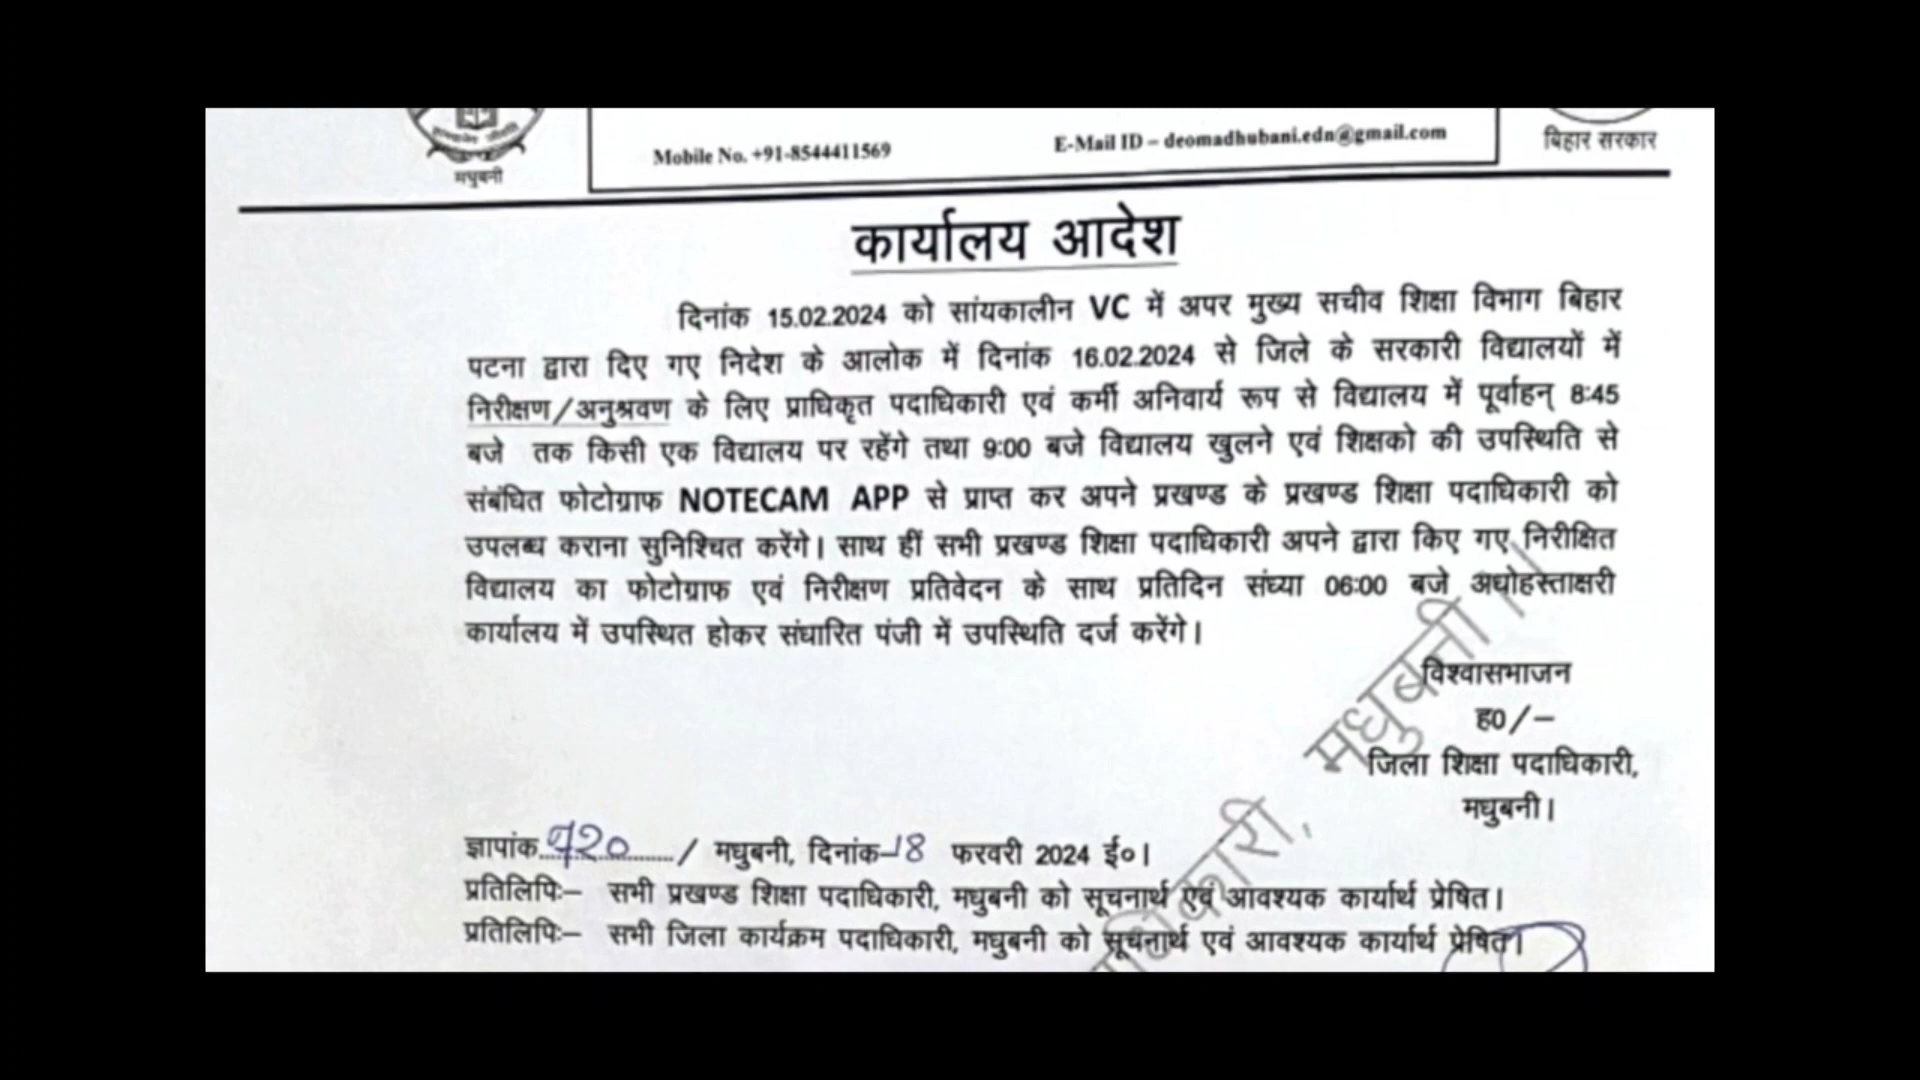 मधुबनी
Mobile No. +91-8544411569
E-Mail ID – deomadhubani.edn@gmail.com
बिहार सरकार
कार्यालय आदेश
दिनांक 15.02.2024 को सांयकालीन VC में अपर मुख्य सचीव शिक्षा विभाग बिहार
पटना द्वारा दिए गए निदेश के आलोक में दिनांक 16.02.2024 से जिले के सरकारी विद्यालयों में
निरीक्षण/अनुश्रवण के लिए प्राधिकृत पदाधिकारी एवं कर्मी अनिवार्य रूप से विद्यालय में पूर्वाहन् 8:45
बजे तक किसी एक विद्यालय पर रहेंगे तथा 9:00 बजे विद्यालय खुलने एवं शिक्षको की उपस्थिति से
संबंधित फोटोग्राफ NOTECAM APP से प्राप्त कर अपने प्रखण्ड के प्रखण्ड शिक्षा पदाधिकारी को
उपलब्ध कराना सुनिश्चित करेंगे। साथ हीं सभी प्रखण्ड शिक्षा पदाधिकारी अपने द्वारा किए गए निरीक्षित
विद्यालय का फोटोग्राफ एवं निरीक्षण प्रतिवेदन के साथ प्रतिदिन संध्या 06:00 बजे अधोहस्ताक्षरी
कार्यालय में उपस्थित होकर संधारित पंजी में उपस्थिति दर्ज करेंगे।
विश्वासभाजन
ह0/–
जिला शिक्षा पदाधिकारी,
मधुबनी।
ज्ञापांक.720......./ मधुबनी, दिनांक–18 फरवरी 2024 ई०।
प्रतिलिपिः– सभी प्रखण्ड शिक्षा पदाधिकारी, मधुबनी को सूचनार्थ एवं आवश्यक कार्यार्थ प्रेषित।
प्रतिलिपिः– सभी जिला कार्यक्रम पदाधिकारी, मधुबनी को सूचनार्थ एवं आवश्यक कार्यार्थ प्रेषित।
मधुबनी।